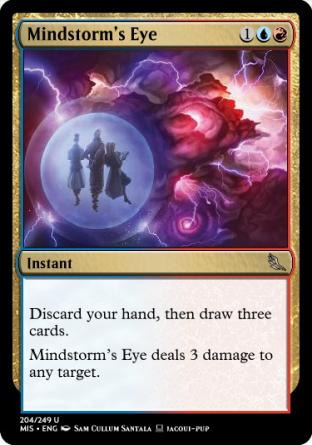 Mindstorm's Eye 1
Instant
Discard your hand, then draw three
cards.
Mindstorm's Eye deals 3 damage to
any target.
204/249 U
MIS • ENG SAM CULLUM SANTALA IACOUI-PUP